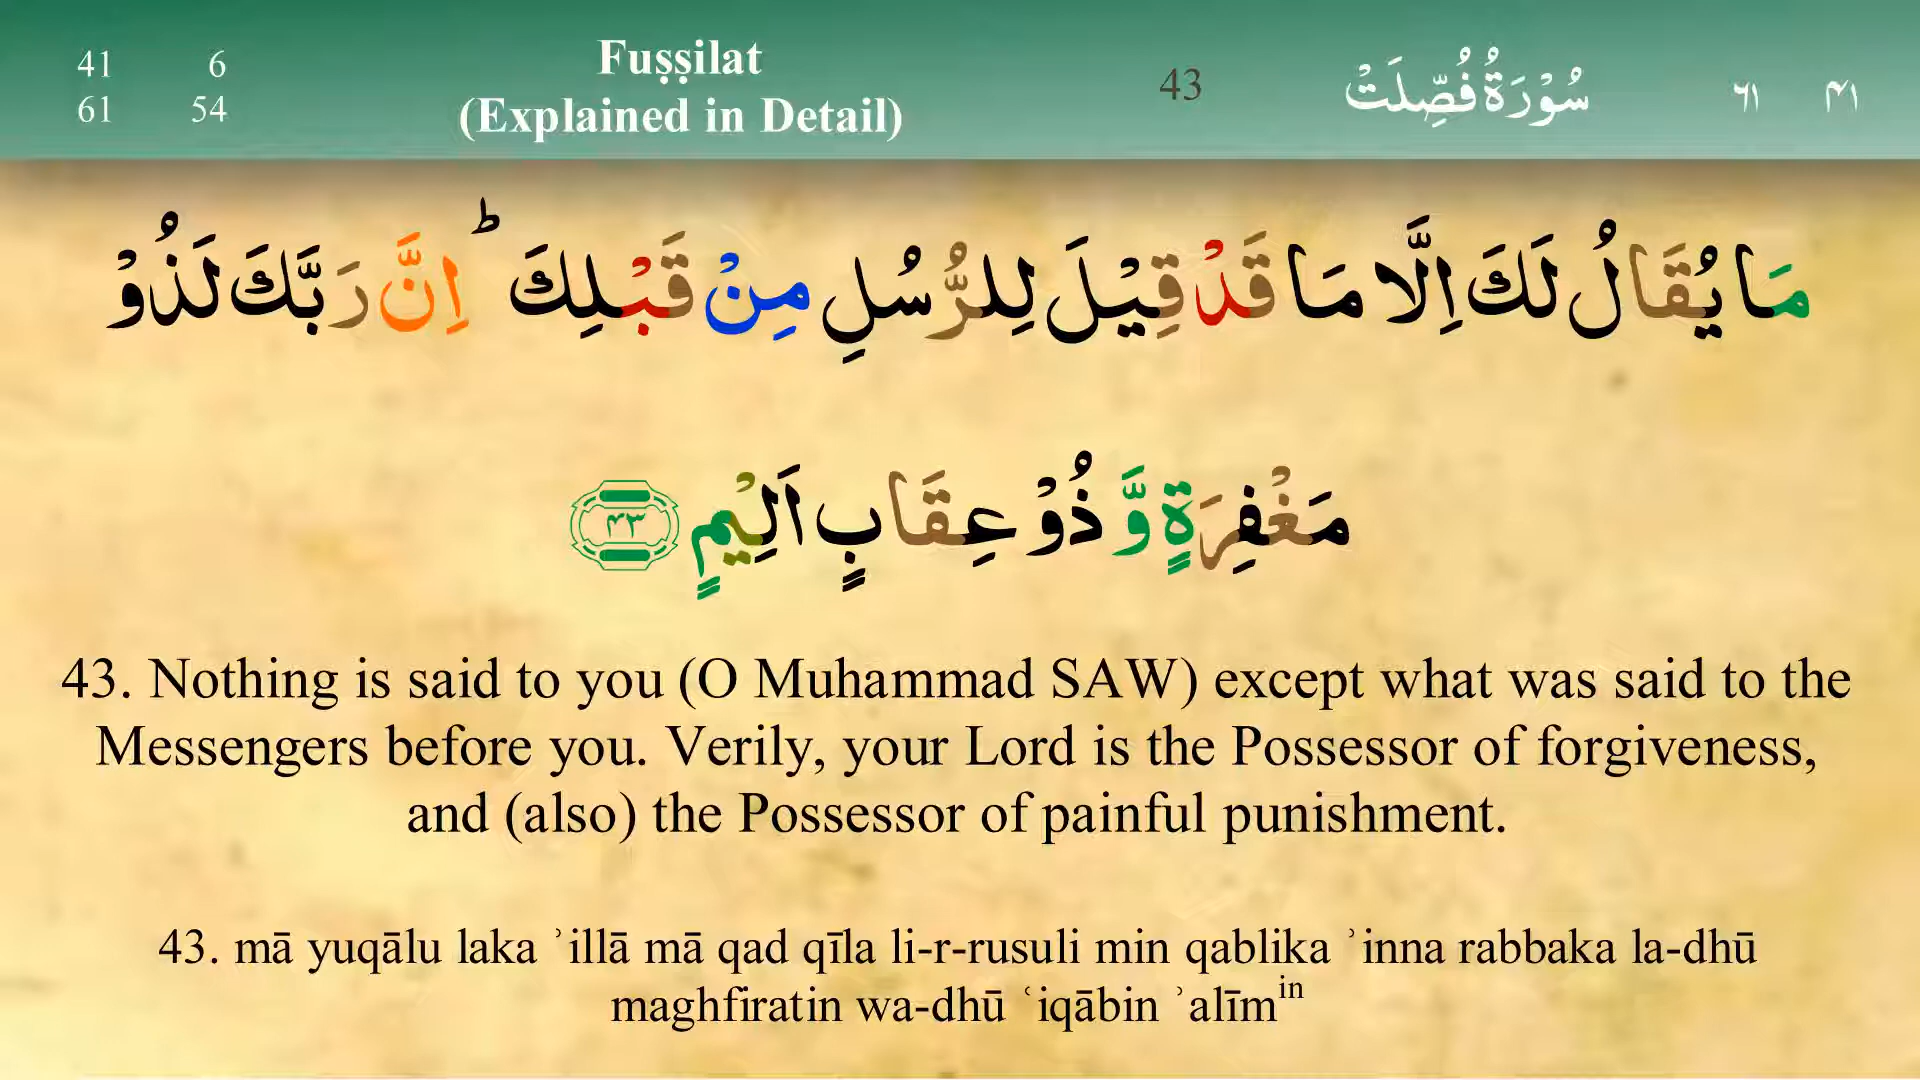 41 6
61 54
Fuṣṣilat
(Explained in Detail)
43
سُوْرَةُ فُصِّلَتْ
٦١ ٤١
مَا يُقَالُ لَكَ اِلَّا مَا قَدْ قِيْلَ لِلرُّسُلِ مِنْ قَبْلِكَ ؕ اِنَّ رَبَّكَ لَذُوْ
مَغْفِرَةٍ وَّ ذُوْ عِقَابٍ اَلِيْمٍ ٤٣
43. Nothing is said to you (O Muhammad SAW) except what was said to the
Messengers before you. Verily, your Lord is the Possessor of forgiveness,
and (also) the Possessor of painful punishment.
43. mā yuqālu laka ʾillā mā qad qīla li-r-rusuli min qablika ʾinna rabbaka la-dhū
maghfiratin wa-dhū ʿiqābin ʾalīmⁱⁿ